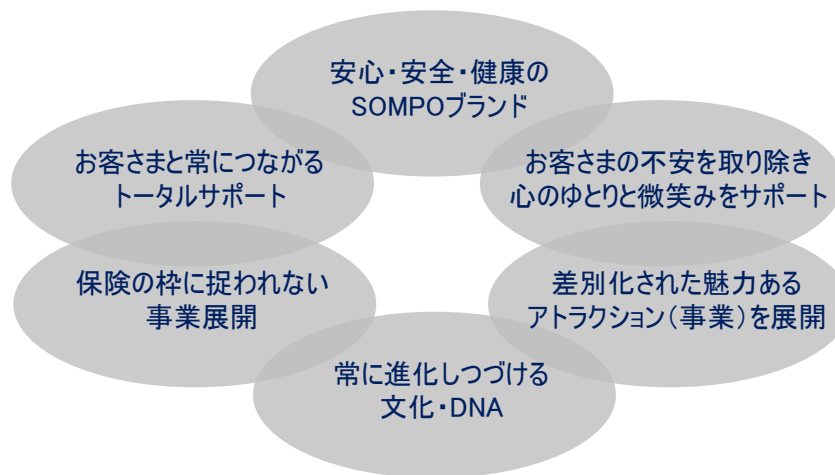 安心・安全・健康の
SOMPOブランド
お客さまと常につながる
トータルサポート
お客さまの不安を取り除き
心のゆとりと微笑みをサポート
保険の枠に捉われない
事業展開
差別化された魅力ある
アトラクション（事業）を展開
常に進化しつづける
文化・DNA